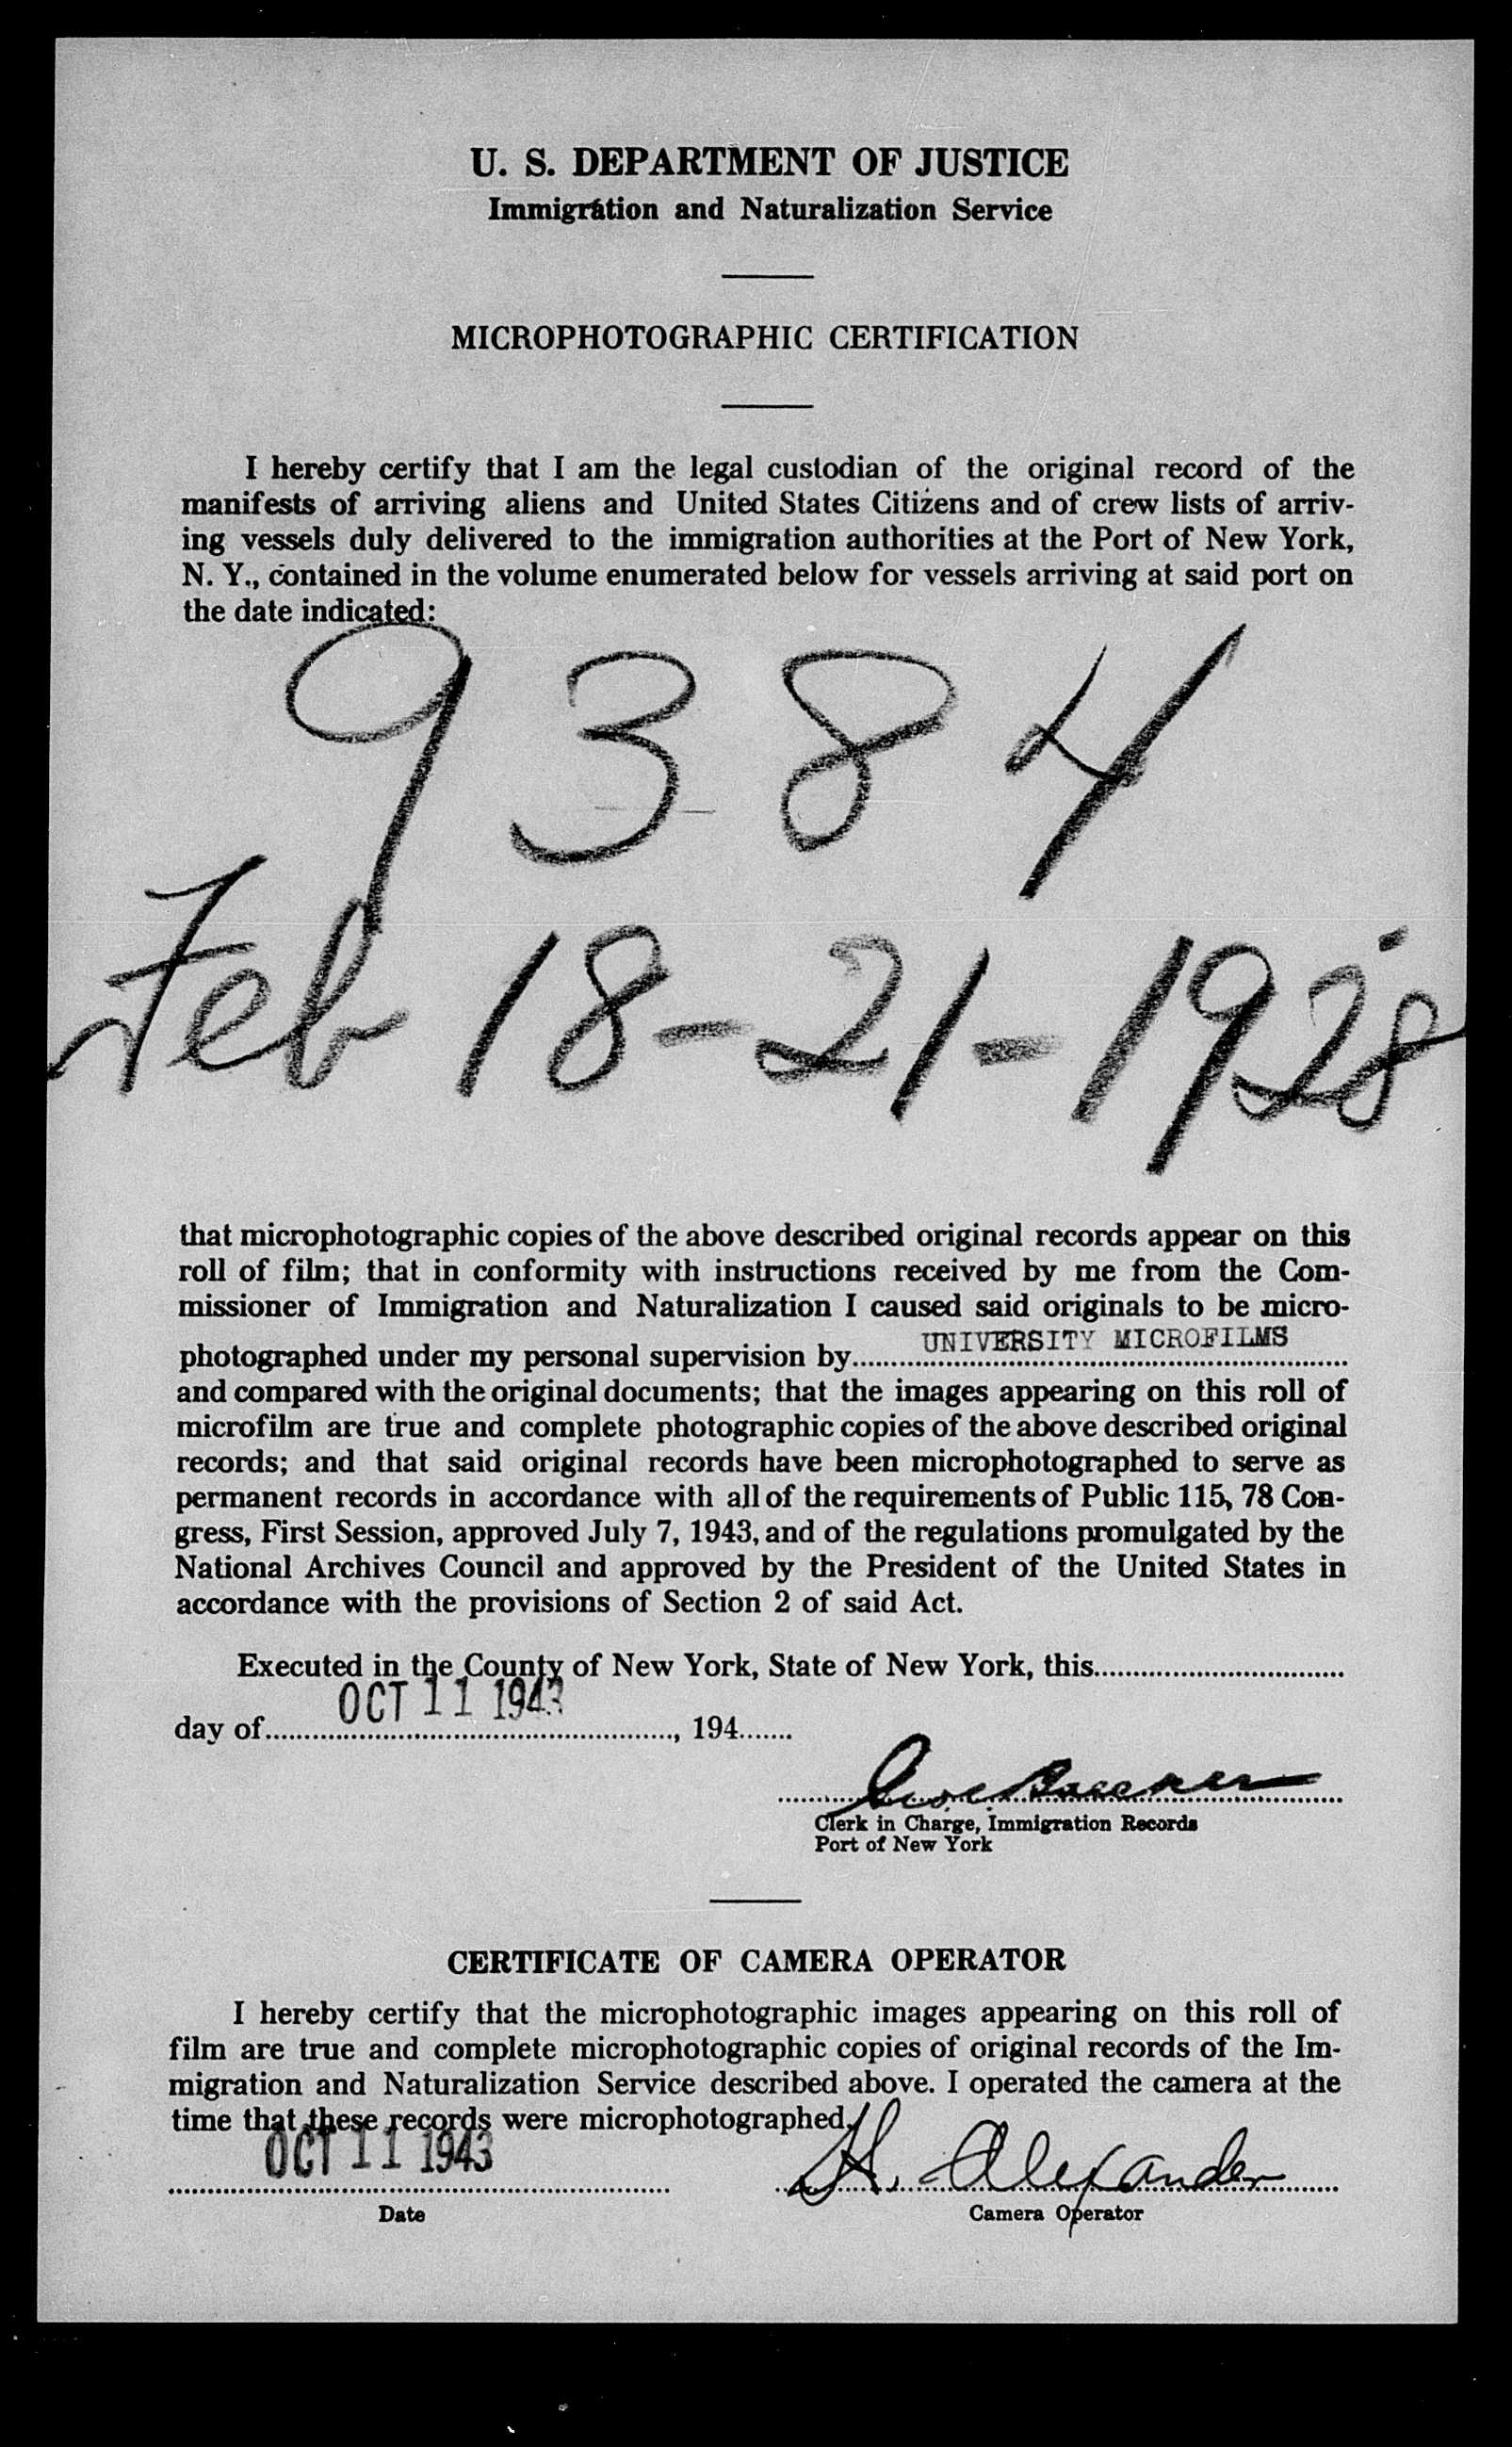 U. S. DEPARTMENT OF JUSTICE
Immigration and Naturalization Service
MICROPHOTOGRAPHIC CERTIFICATION
I hereby certify that I am the legal custodian of the original record of the
manifests of arriving aliens and United States Citizens and of crew lists of arriv-
ing vessels duly delivered to the immigration authorities at the Port of New York,
N. Y., contained in the volume enumerated below for vessels arriving at said port on
the date indicated:
9384
Feb 18-21-1928
that microphotographic copies of the above described original records appear on this
roll of film; that in conformity with instructions received by me from the Com-
missioner of Immigration and Naturalization I caused said originals to be micro-
photographed under my personal supervision by UNIVERSITY MICROFILMS
and compared with the original documents; that the images appearing on this roll of
microfilm are true and complete photographic copies of the above described original
records; and that said original records have been microphotographed to serve as
permanent records in accordance with all of the requirements of Public 115, 78 Con-
gress, First Session, approved July 7, 1943, and of the regulations promulgated by the
National Archives Council and approved by the President of the United States in
accordance with the provisions of Section 2 of said Act.
Executed in the County of New York, State of New York, this
day of OCT 11 1943, 194
Clerk in Charge, Immigration Records
Port of New York
CERTIFICATE OF CAMERA OPERATOR
I hereby certify that the microphotographic images appearing on this roll of
film are true and complete microphotographic copies of original records of the Im-
migration and Naturalization Service described above. I operated the camera at the
time that these records were microphotographed.
OCT 11 1943 H. Alexander
Date Camera Operator